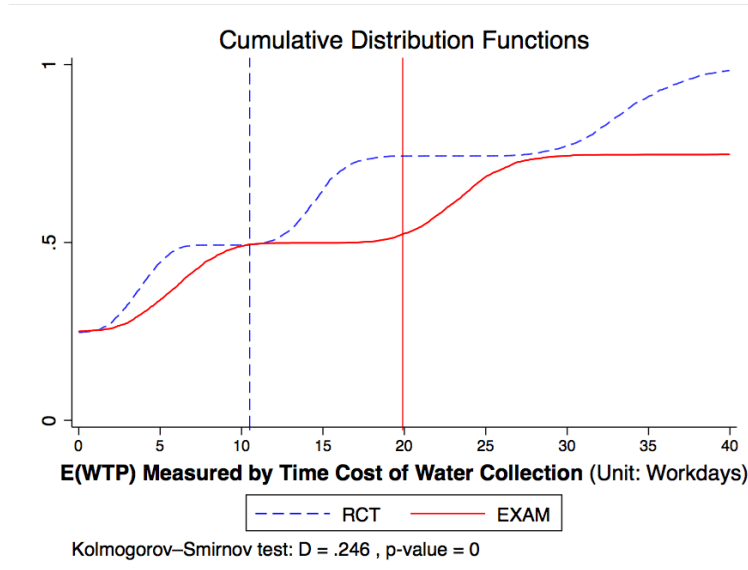 Cumulative Distribution Functions
1
.5
0
0 5 10 15 20 25 30 35 40
E(WTP) Measured by Time Cost of Water Collection (Unit: Workdays)
RCT EXAM
Kolmogorov–Smirnov test: D = .246 , p-value = 0